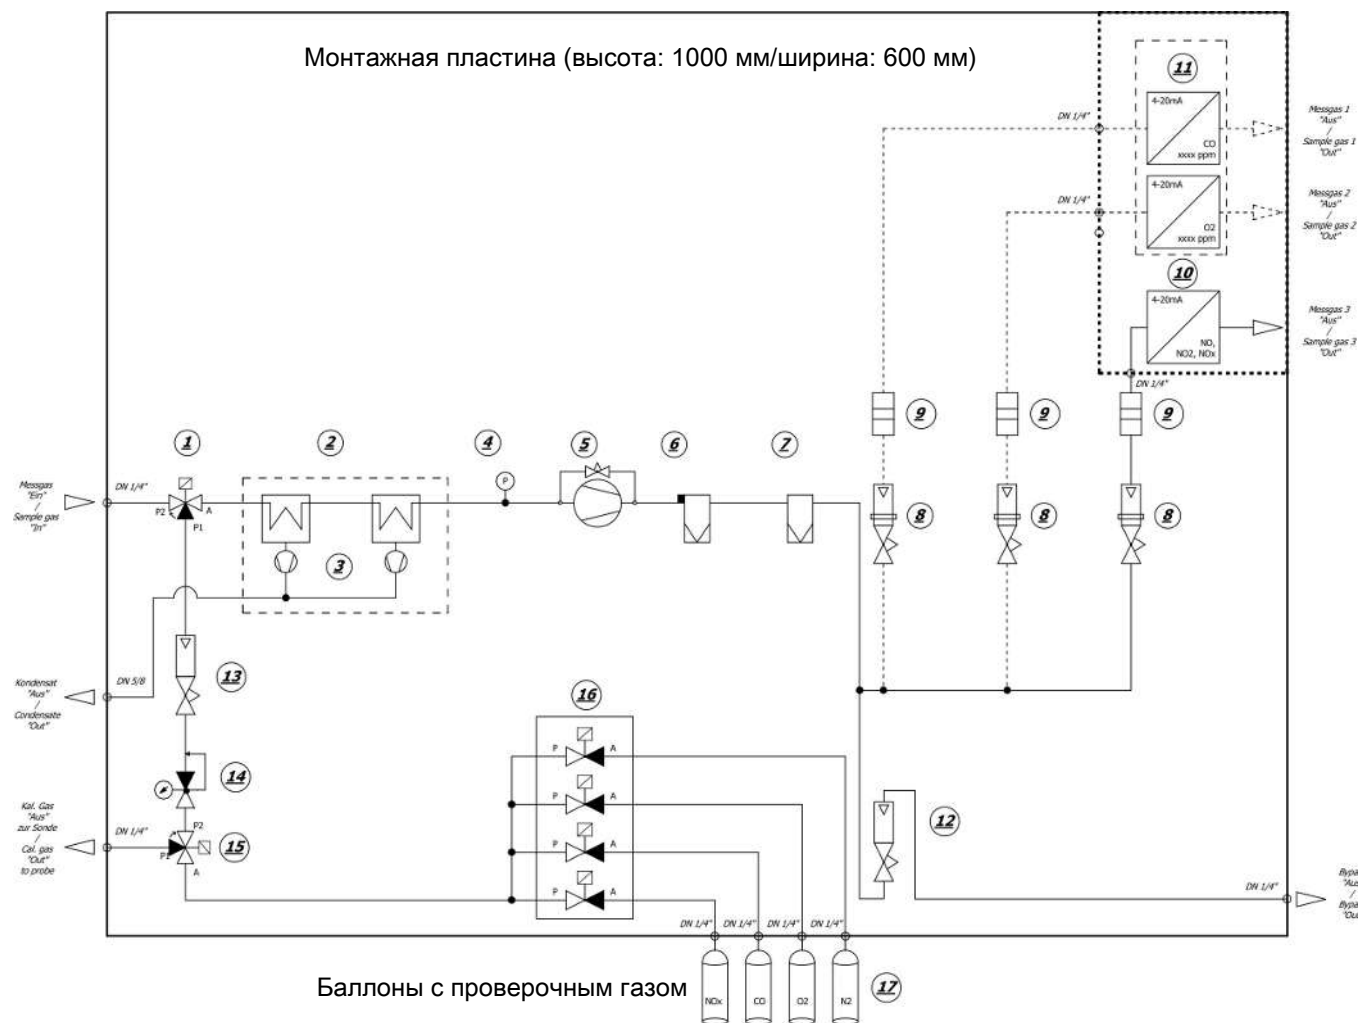 Монтажная пластина (высота: 1000 мм/ширина: 600 мм)
11
4-20mA
CO
xxxx ppm
DN 1/4"
Messgas 1
"Aus"
/
Sample gas 1
"Out"
4-20mA
O2
xxxx ppm
DN 1/4"
Messgas 2
"Aus"
/
Sample gas 2
"Out"
10
4-20mA
NO,
NO2, NOx
DN 1/4"
Messgas 3
"Aus"
/
Sample gas 3
"Out"
9
9
9
1
2
4
5
6
7
Messgas
"Ein"
/
Sample gas
"In"
DN 1/4"
P2
A
P1
P
3
8
8
8
Kondensat
"Aus"
/
Condensate
"Out"
DN 5/8
13
16
P
A
P
A
P
A
P
A
14
Kal. Gas
"Aus"
zur Sonde
/
Cal. gas
"Out"
to probe
DN 1/4"
P2
P1
A
15
12
DN 1/4"
Bypa
"Aus
/
Bypa
"Ou
DN 1/4"
DN 1/4"
DN 1/4"
DN 1/4"
Баллоны с проверочным газом
NOx
CO
O2
N2
17